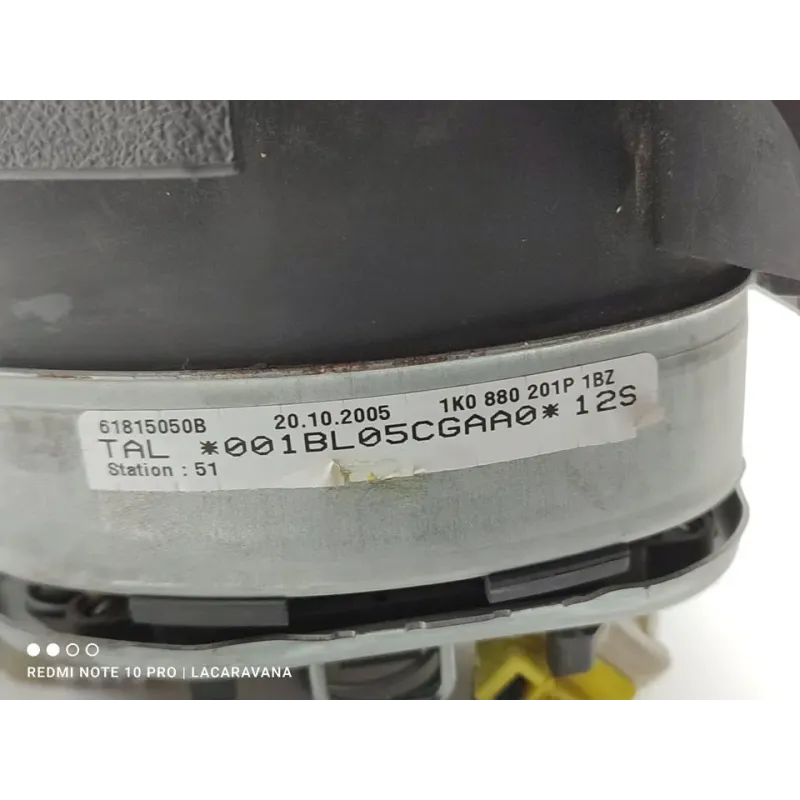 61815050B 20.10.2005 1K0 880 201P 1BZ
TAL *001BL05CGAA0* 12S
Station : 51
REDMI NOTE 10 PRO | LACARAVANA